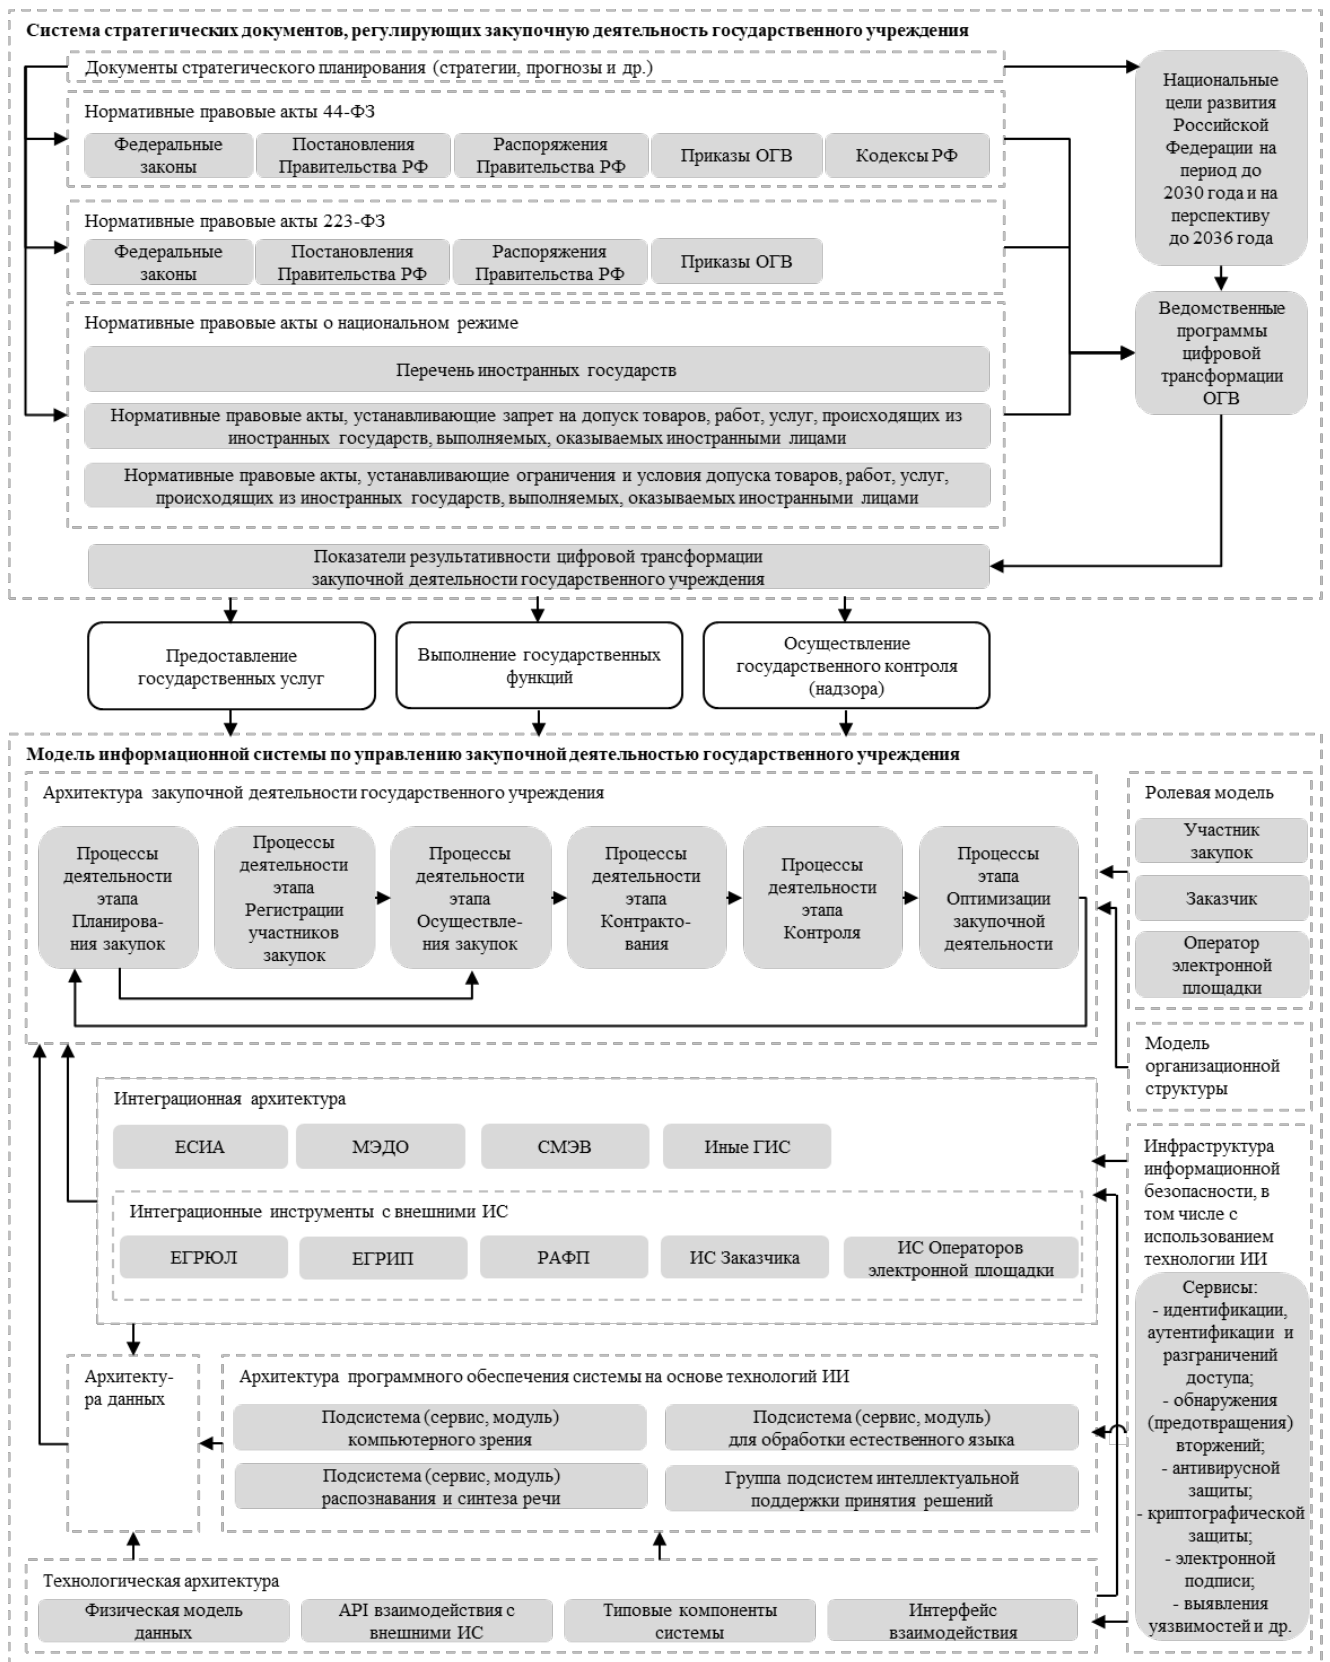 Система стратегических документов, регулирующих закупочную деятельность государственного учреждения
Документы стратегического планирования (стратегии, прогнозы и др.)
Национальные
цели развития
Российской
Федерации на
период до
2030 года и на
перспективу
до 2036 года
Нормативные правовые акты 44-ФЗ
Федеральные
законы
Постановления
Правительства РФ
Распоряжения
Правительства РФ
Приказы ОГВ
Кодексы РФ
Нормативные правовые акты 223-ФЗ
Федеральные
законы
Постановления
Правительства РФ
Распоряжения
Правительства РФ
Приказы ОГВ
Нормативные правовые акты о национальном режиме
Перечень иностранных государств
Нормативные правовые акты, устанавливающие запрет на допуск товаров, работ, услуг, происходящих из
иностранных государств, выполняемых, оказываемых иностранными лицами
Нормативные правовые акты, устанавливающие ограничения и условия допуска товаров, работ, услуг,
происходящих из иностранных государств, выполняемых, оказываемых иностранными лицами
Ведомственные
программы
цифровой
трансформации
ОГВ
Показатели результативности цифровой трансформации
закупочной деятельности государственного учреждения
Предоставление
государственных услуг
Выполнение государственных
функций
Осуществление
государственного контроля
(надзора)
Модель информационной системы по управлению закупочной деятельностью государственного учреждения
Архитектура закупочной деятельности государственного учреждения
Процессы
деятельности
этапа
Планирова-
ния закупок
Процессы
деятельности
этапа
Регистрации
участников
закупок
Процессы
деятельности
этапа
Осуществле-
ния закупок
Процессы
деятельности
этапа
Контракто-
вания
Процессы
деятельности
этапа
Контроля
Процессы
этапа
Оптимизации
закупочной
деятельности
Ролевая модель
Участник
закупок
Заказчик
Оператор
электронной
площадки
Модель
организационной
структуры
Интеграционная архитектура
ЕСИА
МЭДО
СМЭВ
Иные ГИС
Интеграционные инструменты с внешними ИС
ЕГРЮЛ
ЕГРИП
РАФП
ИС Заказчика
ИС Операторов
электронной площадки
Инфраструктура
информационной
безопасности, в
том числе с
использованием
технологии ИИ
Сервисы:
- идентификации,
аутентификации и
разграничений
доступа;
- обнаружения
(предотвращения)
вторжений;
- антивирусной
защиты;
- криптографической
защиты;
- электронной
подписи;
- выявления
уязвимостей и др.
Архитекту-
ра данных
Архитектура программного обеспечения системы на основе технологий ИИ
Подсистема (сервис, модуль)
компьютерного зрения
Подсистема (сервис, модуль)
для обработки естественного языка
Подсистема (сервис, модуль)
распознавания и синтеза речи
Группа подсистем интеллектуальной
поддержки принятия решений
Технологическая архитектура
Физическая модель
данных
API взаимодействия с
внешними ИС
Типовые компоненты
системы
Интерфейс
взаимодействия